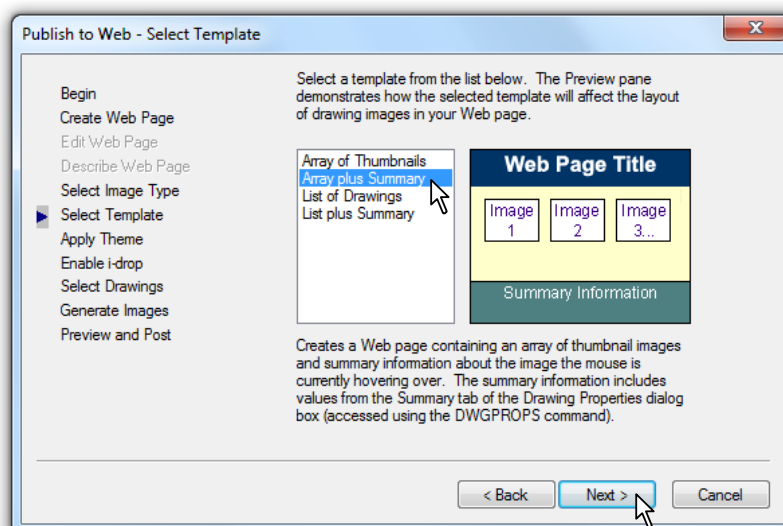 Publish to Web - Select Template
Begin
Create Web Page
Edit Web Page
Describe Web Page
Select Image Type
Select Template
Apply Theme
Enable i-drop
Select Drawings
Generate Images
Preview and Post
Select a template from the list below. The Preview pane
demonstrates how the selected template will affect the layout
of drawing images in your Web page.
Array of Thumbnails
Array plus Summary
List of Drawings
List plus Summary
Web Page Title
Image
1
Image
2
Image
3...
Summary Information
Creates a Web page containing an array of thumbnail images
and summary information about the image the mouse is
currently hovering over. The summary information includes
values from the Summary tab of the Drawing Properties dialog
box (accessed using the DWGPROPS command).
< Back
Next >
Cancel